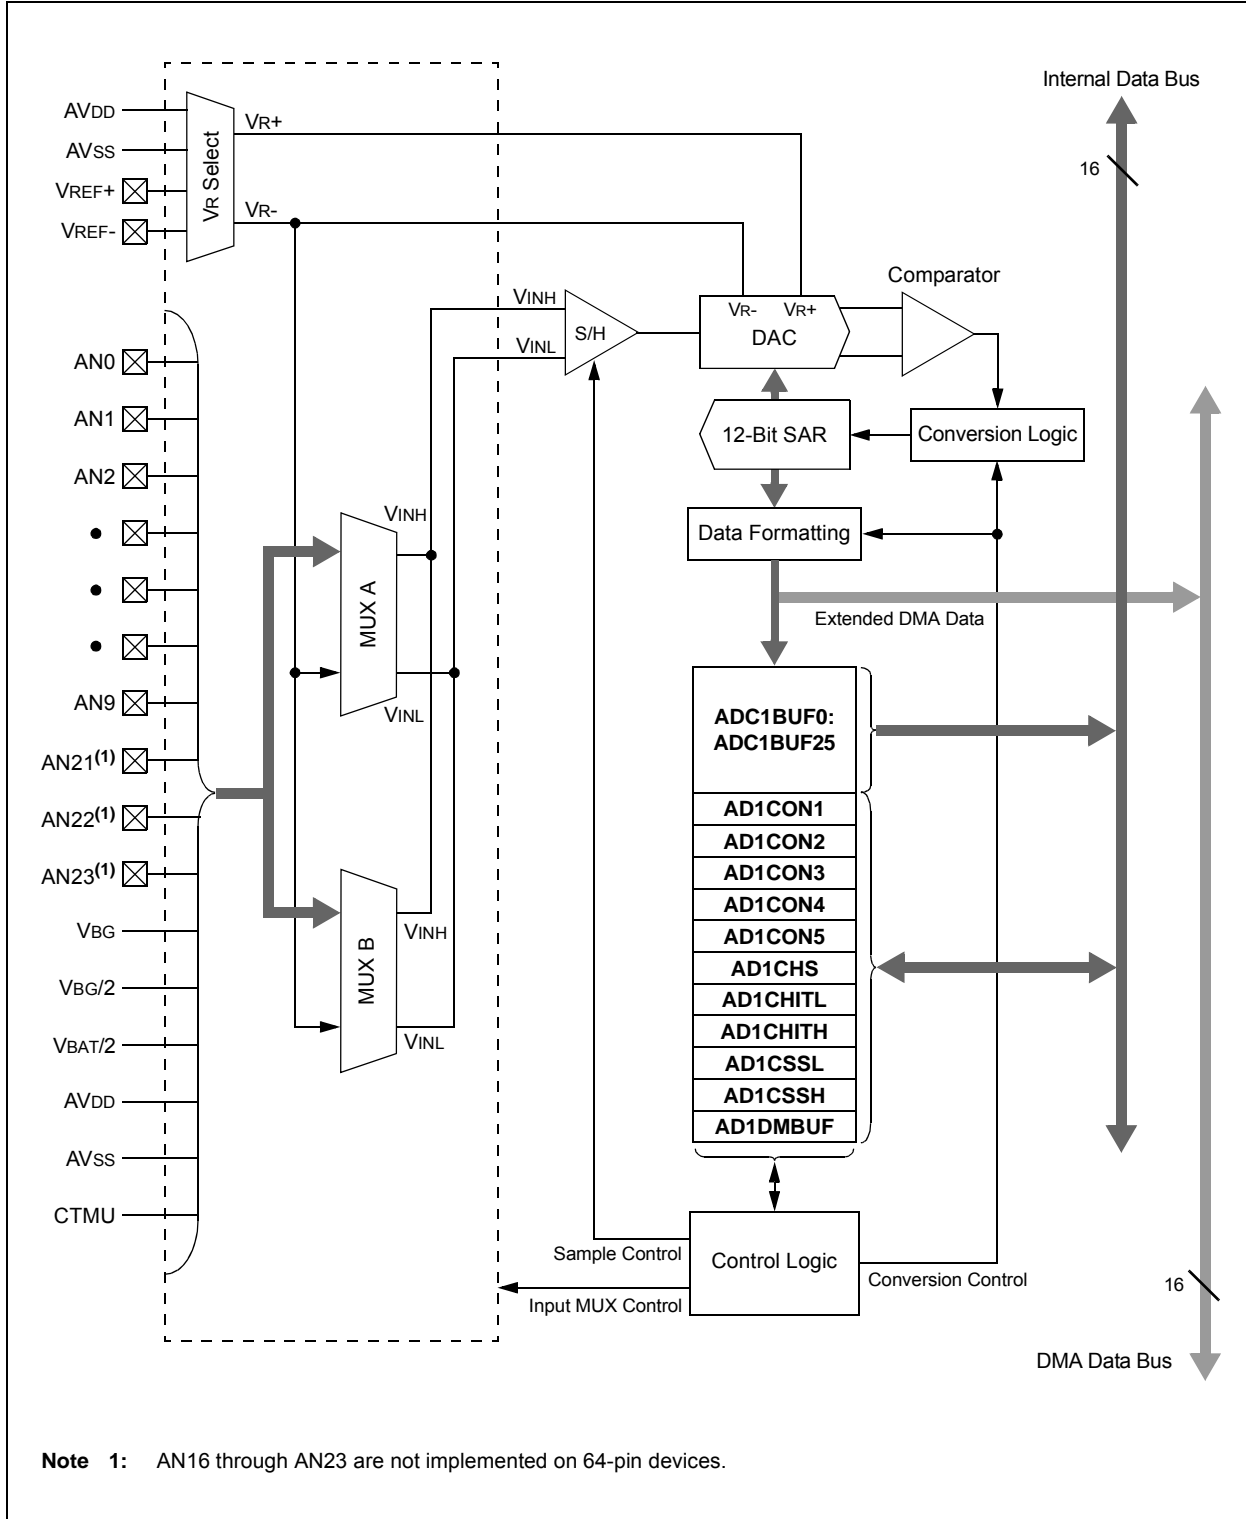 Internal Data Bus
16
AVDD
AVSS
VREF+
VREF-
VR Select
VR+
VR-
Comparator
VINH
VINL
S/H
VR- VR+
DAC
AN0
AN1
AN2
AN9
AN21(1)
AN22(1)
AN23(1)
VBG
VBG/2
VBAT/2
AVDD
AVSS
CTMU
12-Bit SAR
Conversion Logic
Data Formatting
Extended DMA Data
VINH
MUX A
VINL
VINH
MUX B
VINL
ADC1BUF0:
ADC1BUF25
AD1CON1
AD1CON2
AD1CON3
AD1CON4
AD1CON5
AD1CHS
AD1CHITL
AD1CHITH
AD1CSSL
AD1CSSH
AD1DMBUF
Sample Control
Input MUX Control
Control Logic
Conversion Control
16
DMA Data Bus
Note 1: AN16 through AN23 are not implemented on 64-pin devices.